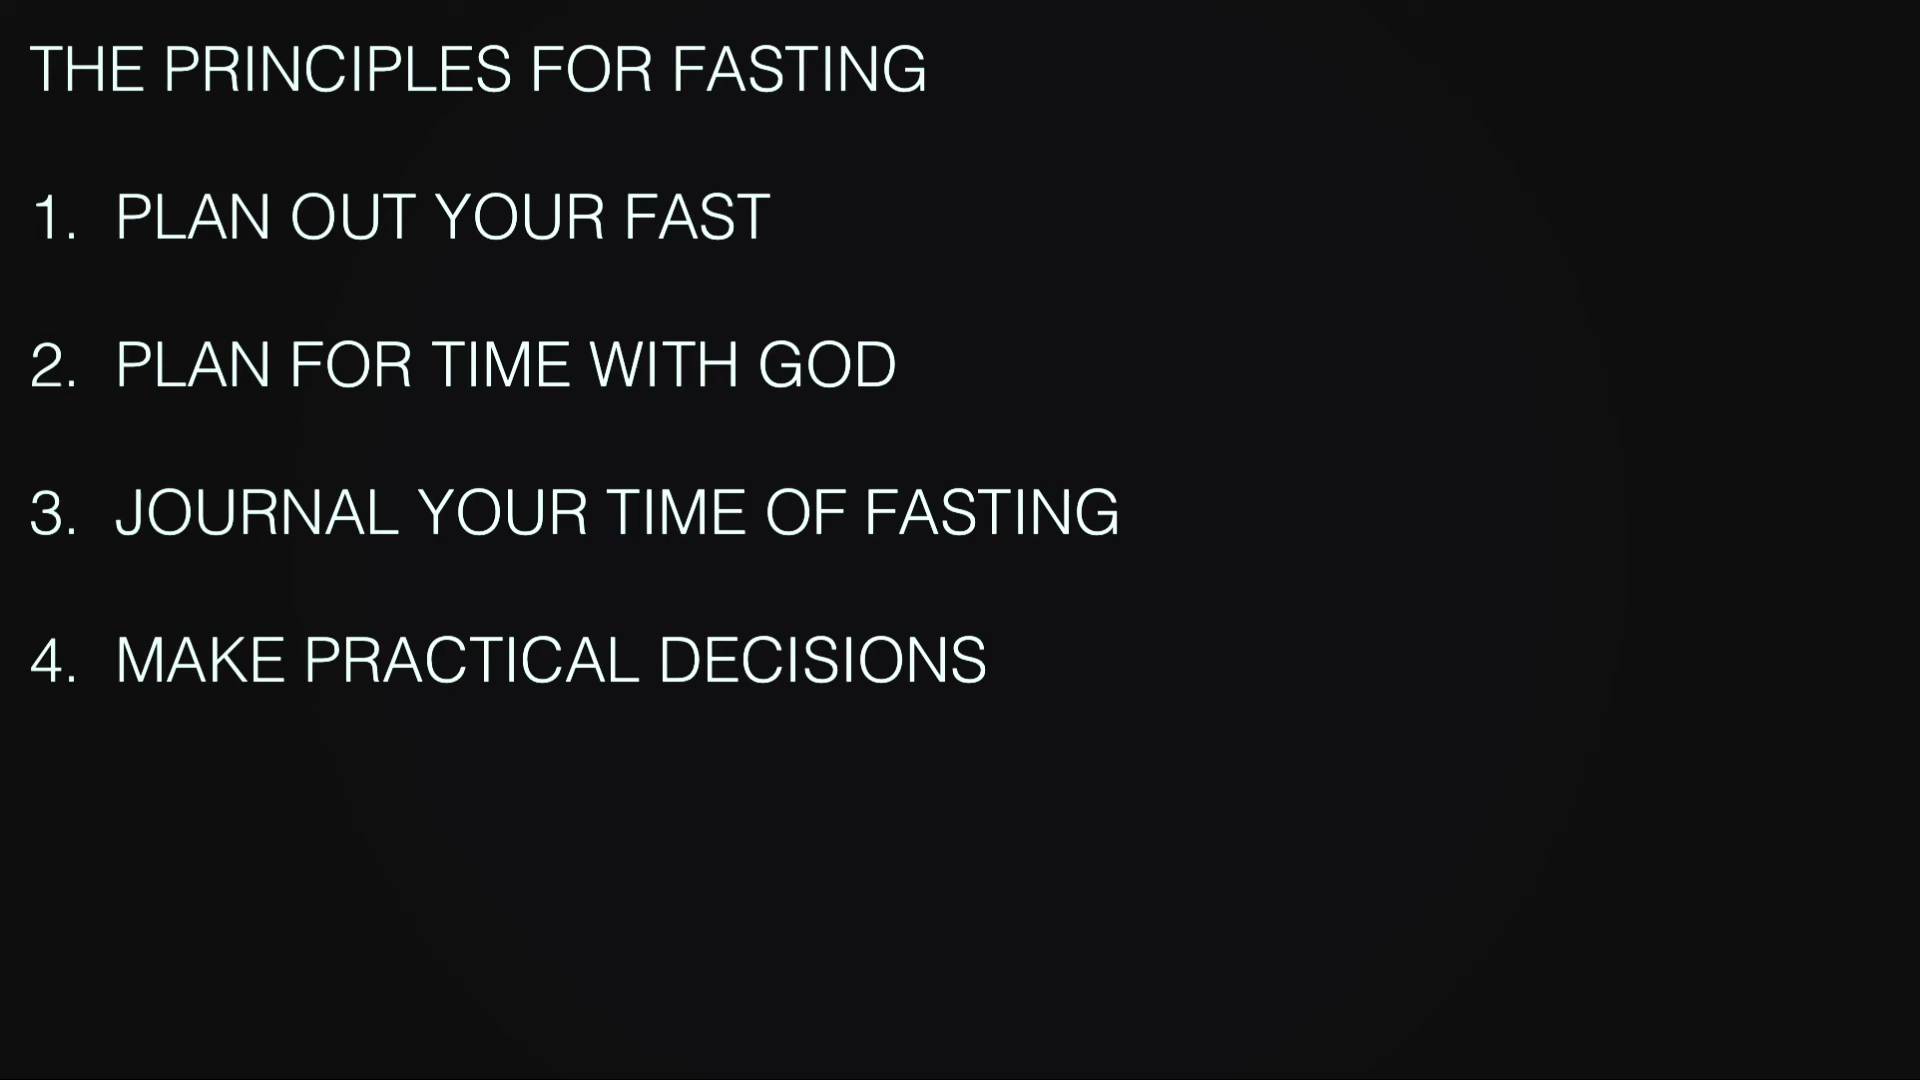 THE PRINCIPLES FOR FASTING
1. PLAN OUT YOUR FAST
2. PLAN FOR TIME WITH GOD
3. JOURNAL YOUR TIME OF FASTING
4. MAKE PRACTICAL DECISIONS